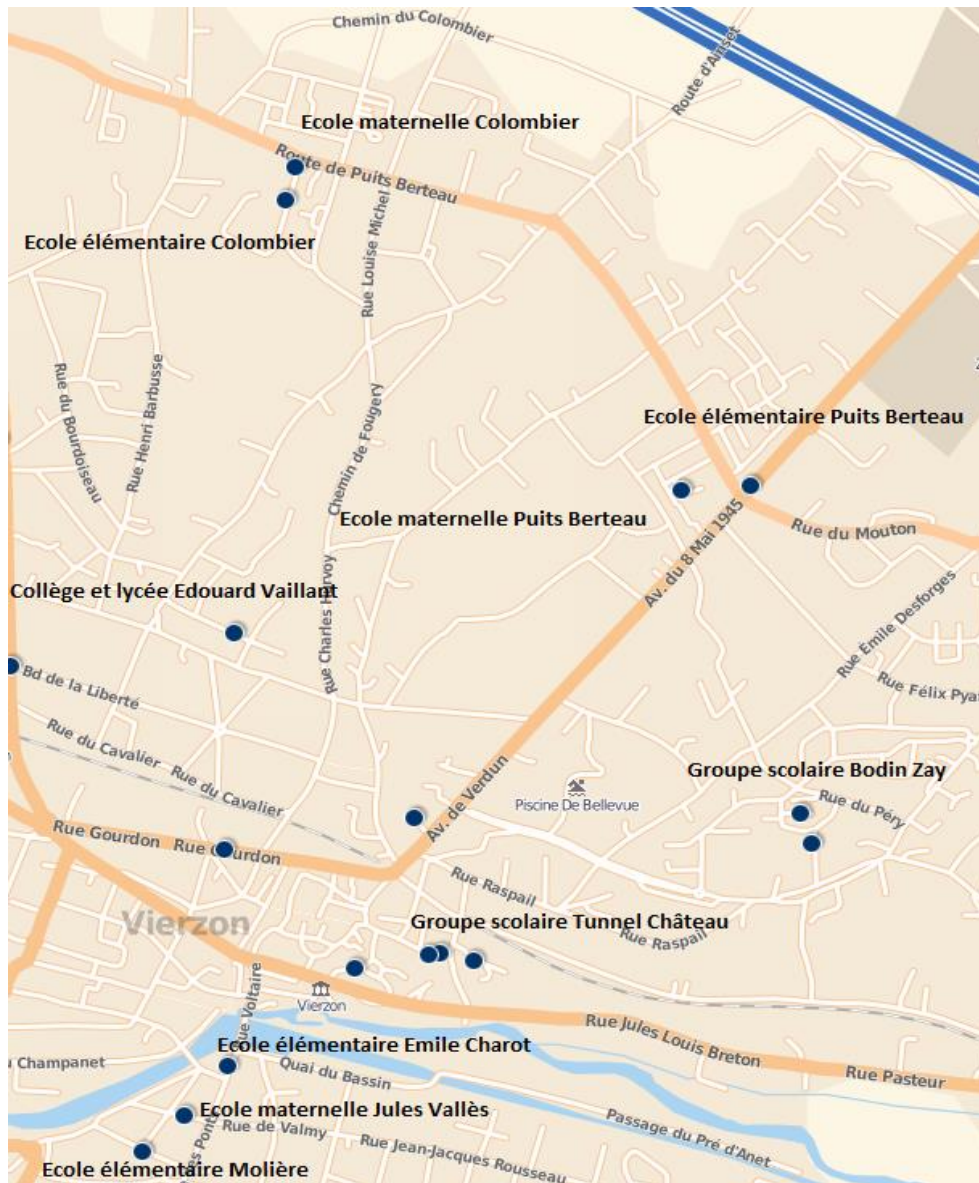 Chemin du Colombier
Route d'Ainset
Ecole maternelle Colombier
Route de Puits Berteau
Rue Louise Michel
Ecole élémentaire Colombier
Rue du Bourdoiseau
Rue Henri Barbusse
Chemin de Fougery
Ecole élémentaire Puits Berteau
Ecole maternelle Puits Berteau
Av. du 8 Mai 1945
Rue du Mouton
Collège et lycée Edouard Vaillant
Rue Charles Hervoy
Rue Émile Desforges
Rue Félix Pyat
Bd de la Liberté
Rue du Cavalier
Rue du Cavalier
Av. de Verdun
Piscine De Bellevue
Groupe scolaire Bodin Zay
Rue du Péry
Rue Gourdon
Rue Gourdon
Rue Raspail
Vierzon
Groupe scolaire Tunnel Château
Rue Raspail
Vierzon
Rue Voltaire
Rue Jules Louis Breton
Rue Pasteur
Ecole élémentaire Emile Charot
Champanet
Quai du Bassin
Ecole maternelle Jules Vallès
Rue de Valmy
Passage du Pré d'Anet
Rue Jean-Jacques Rousseau
es Ponts
Ecole élémentaire Molière